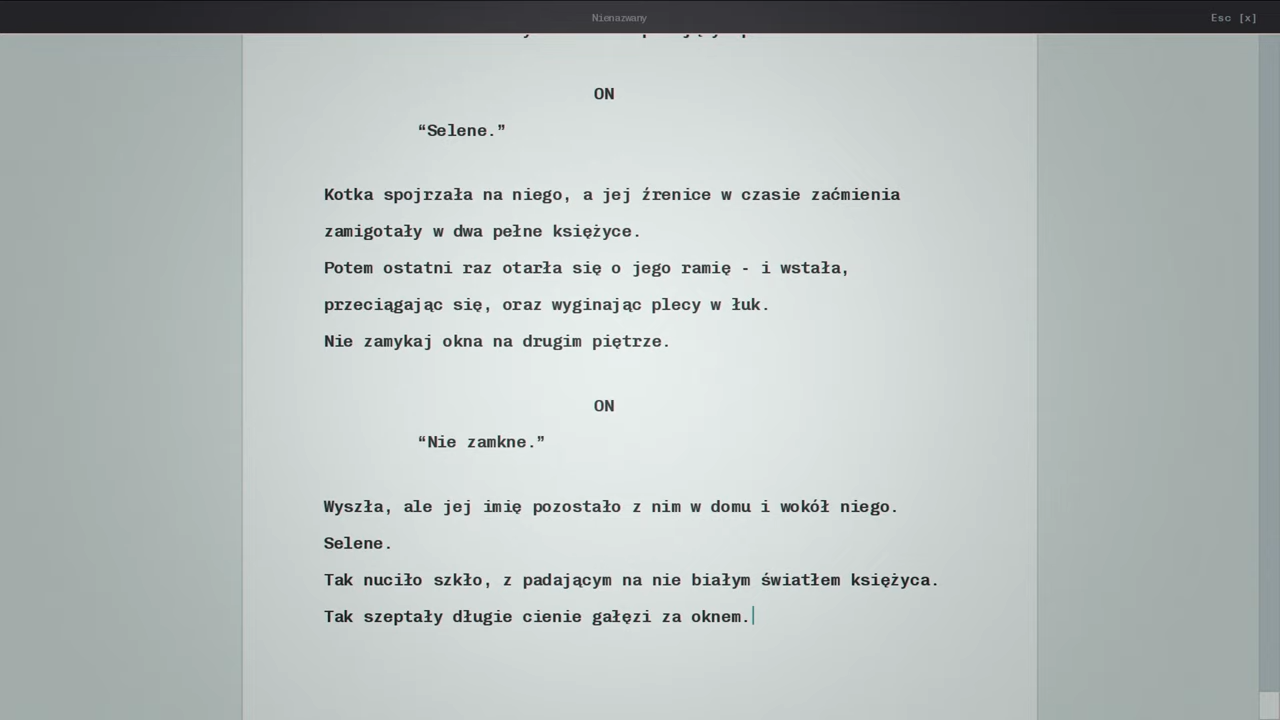 Nienazwany
Esc [x]
ON
“Selene.”
Kotka spojrzała na niego, a jej źrenice w czasie zaćmienia
zamigotały w dwa pełne księżyce.
Potem ostatni raz otarła się o jego ramię - i wstała,
przeciągając się, oraz wyginając plecy w łuk.
Nie zamykaj okna na drugim piętrze.
ON
“Nie zamkne.”
Wyszła, ale jej imię pozostało z nim w domu i wokół niego.
Selene.
Tak nuciło szkło, z padającym na nie białym światłem księżyca.
Tak szeptały długie cienie gałęzi za oknem.